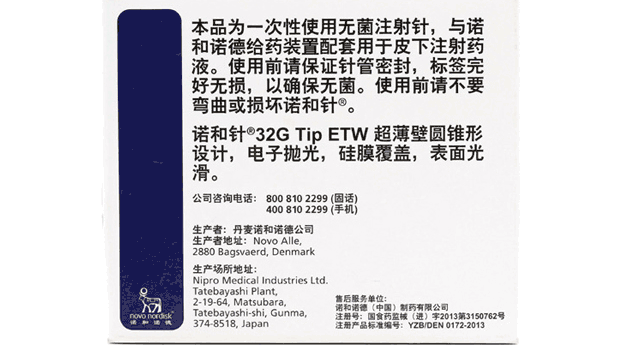 本品为一次性使用无菌注射针，与诺
和诺德给药装置配套用于皮下注射药
液。使用前请保证针管密封，标签完
好无损，以确保无菌。使用前请不要
弯曲或损坏诺和针®。
诺和针®32G Tip ETW 超薄壁圆锥形
设计，电子抛光，硅膜覆盖，表面光
滑。
公司咨询电话：800 810 2299 (固话)
400 810 2299 (手机)
生产者：丹麦诺和诺德公司
生产者地址：Novo Alle,
2880 Bagsvaerd, Denmark
生产场所地址：
Nipro Medical Industries Ltd.
Tatebayashi Plant,
2-19-64, Matsubara,
Tatebayashi-shi, Gunma,
374-8518, Japan
售后服务单位：
诺和诺德（中国）制药有限公司
注册号：国食药监械（进）字2013第3150762号
注册产品标准编号：YZB/DEN 0172-2013
novo nordisk
诺和诺德